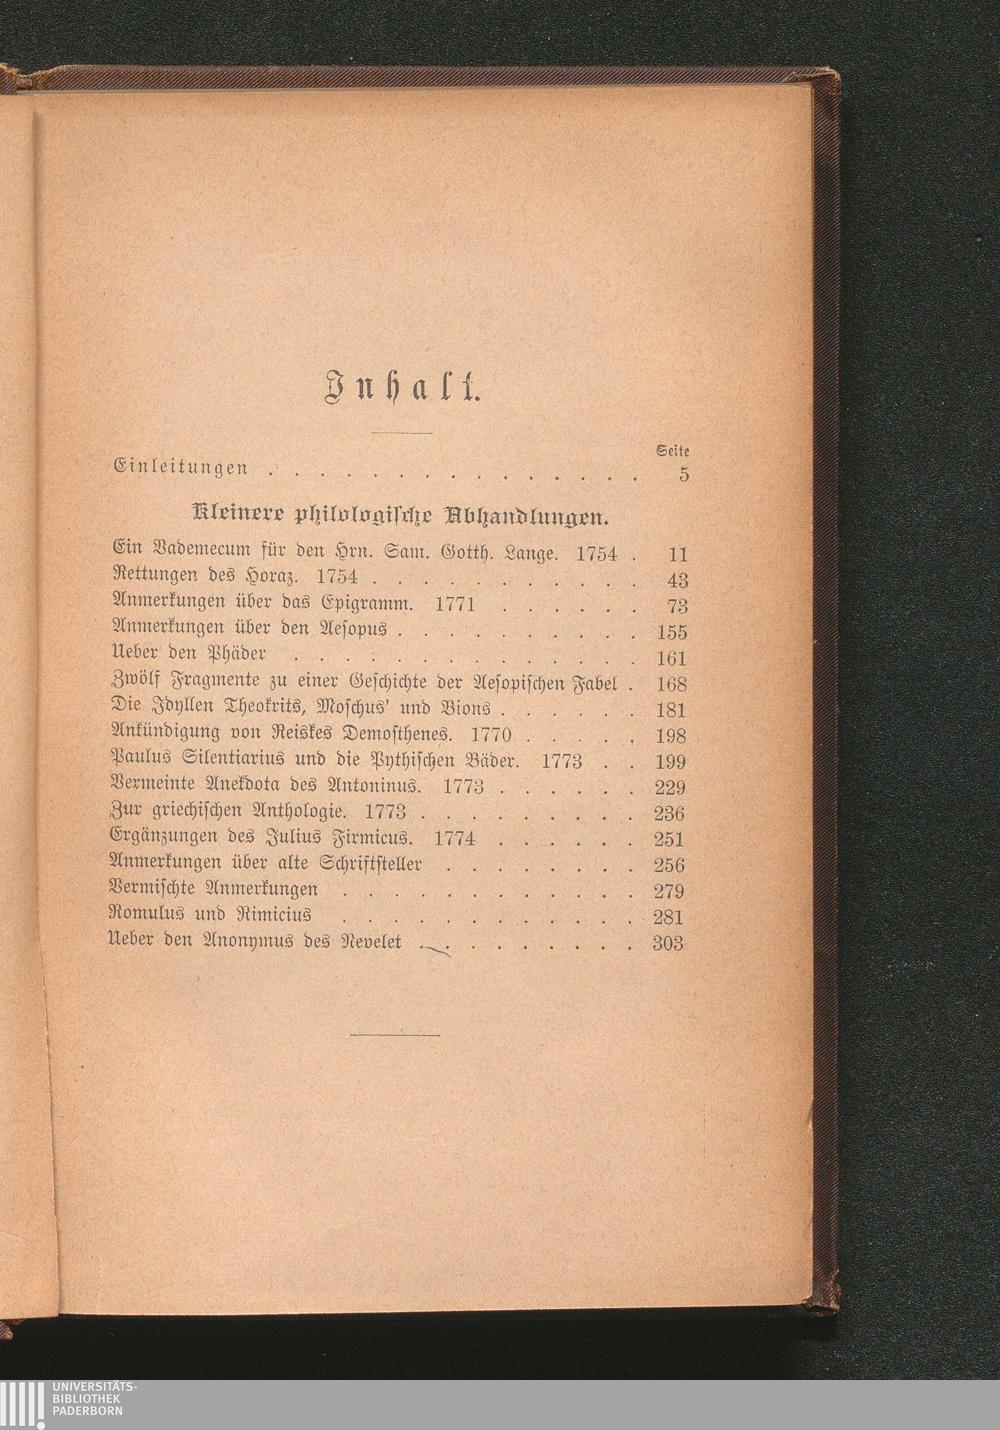 Inhalt.
Seite
Einleitungen . . . . . . . . . . . . . . . 5
Kleinere philologische Abhandlungen.
Ein Vademecum für den Hrn. Sam. Gotth. Lange. 1754 . 11
Rettungen des Horaz. 1754 . . . . . . . . . . . 43
Anmerkungen über das Epigramm. 1771 . . . . . . 73
Anmerkungen über den Aesopus . . . . . . . . . . 155
Ueber den Phäder . . . . . . . . . . . . . . 161
Zwölf Fragmente zu einer Geschichte der Aesopischen Fabel . 168
Die Idyllen Theokrits, Moschus' und Bions . . . . . . 181
Ankündigung von Reiskes Demosthenes. 1770 . . . . . 198
Paulus Silentiarius und die Pythischen Bäder. 1773 . . 199
Vermeinte Anekdota des Antoninus. 1773 . . . . . . 229
Zur griechischen Anthologie. 1773 . . . . . . . . . 236
Ergänzungen des Julius Firmicus. 1774 . . . . . . 251
Anmerkungen über alte Schriftsteller . . . . . . . . 256
Vermischte Anmerkungen . . . . . . . . . . . . 279
Romulus und Rimicius . . . . . . . . . . . . 281
Ueber den Anonymus des Nevelet . . . . . . . . . 303
UNIVERSITÄTS-
BIBLIOTHEK
PADERBORN